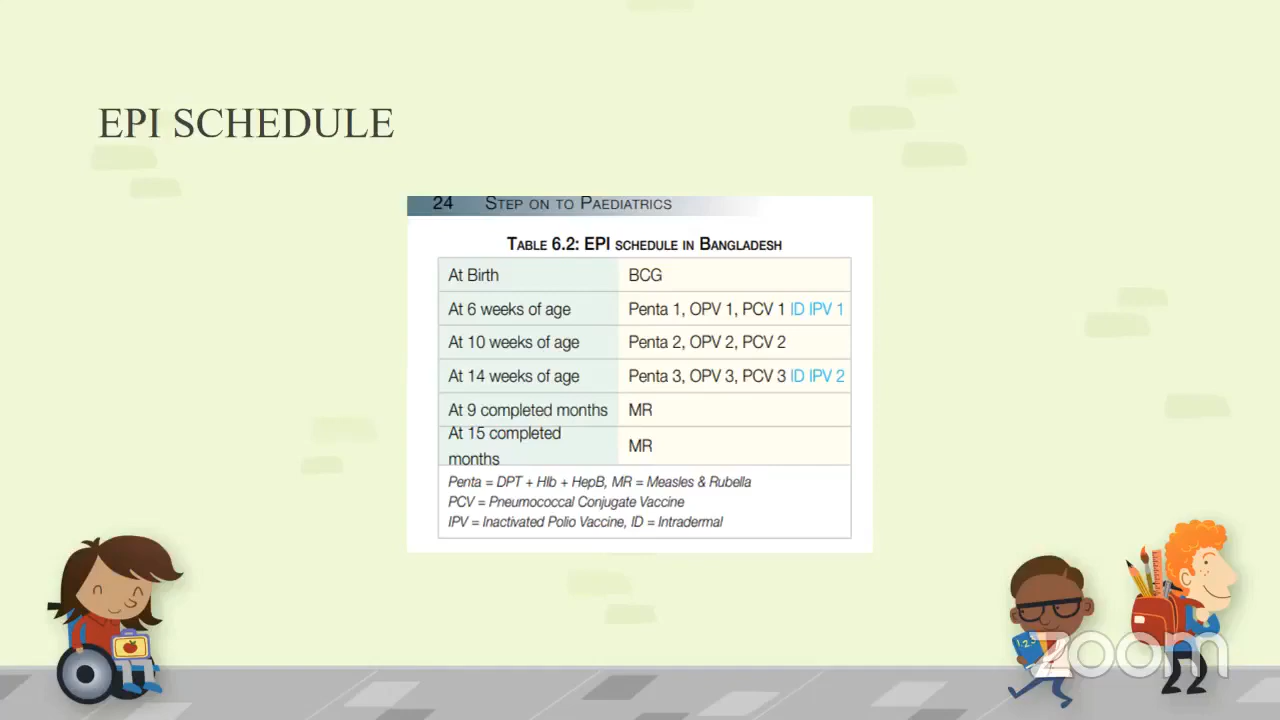 EPI SCHEDULE
24 STEP ON TO PAEDIATRICS
TABLE 6.2: EPI SCHEDULE IN BANGLADESH
At Birth BCG
At 6 weeks of age Penta 1, OPV 1, PCV 1 ID IPV 1
At 10 weeks of age Penta 2, OPV 2, PCV 2
At 14 weeks of age Penta 3, OPV 3, PCV 3 ID IPV 2
At 9 completed months MR
At 15 completed
months MR
Penta = DPT + HIb + HepB, MR = Measles & Rubella
PCV = Pneumococcal Conjugate Vaccine
IPV = Inactivated Polio Vaccine, ID = Intradermal
1,2,3
zoom